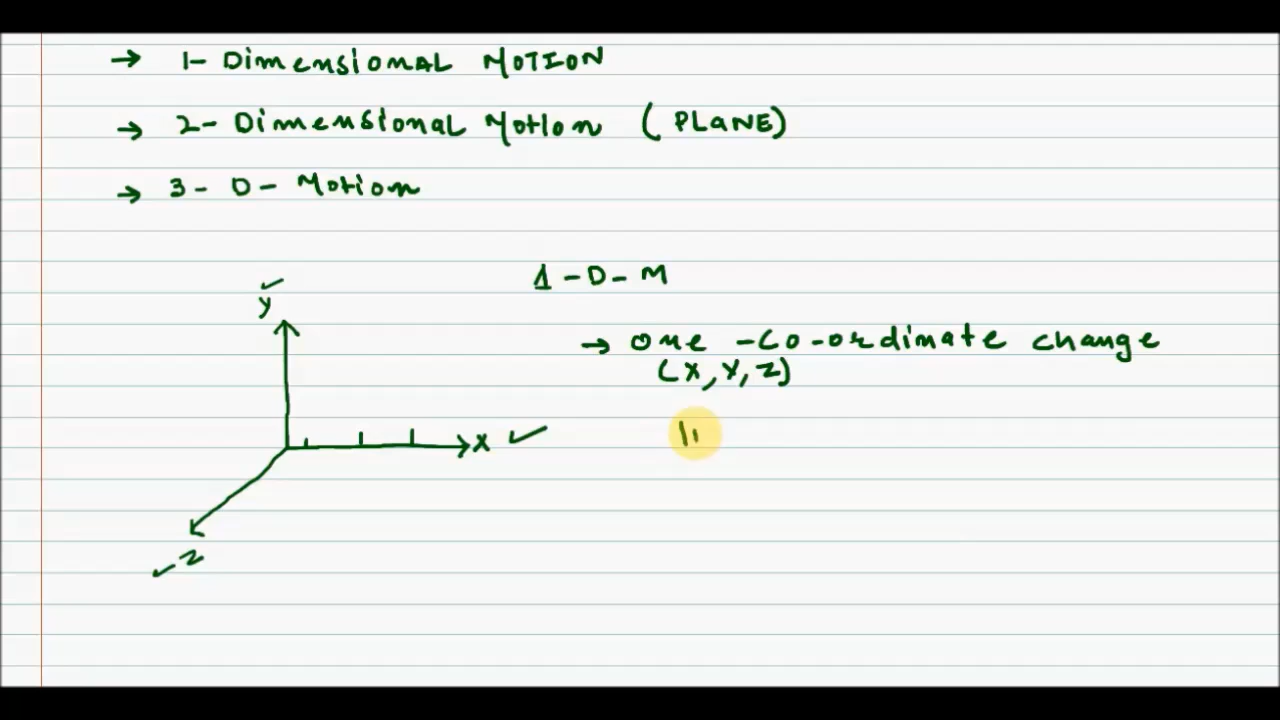 → 1- Dimensional MOTION
→ 2- Dimensional Motion (PLANE)
→ 3 - D - Motion
1 - D - M
y
→ one - Co-ordinate change
(x, y, z)
x
z